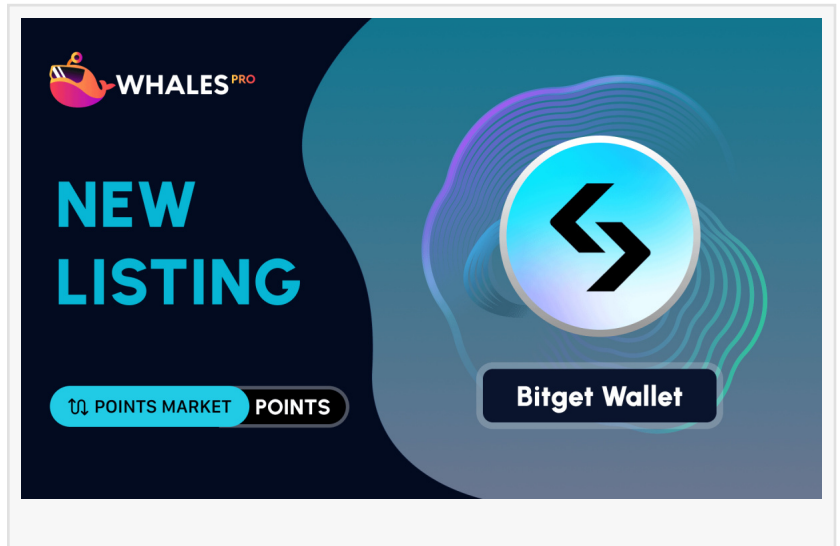 WHALES PRO
NEW
LISTING
POINTS MARKET POINTS
Bitget Wallet